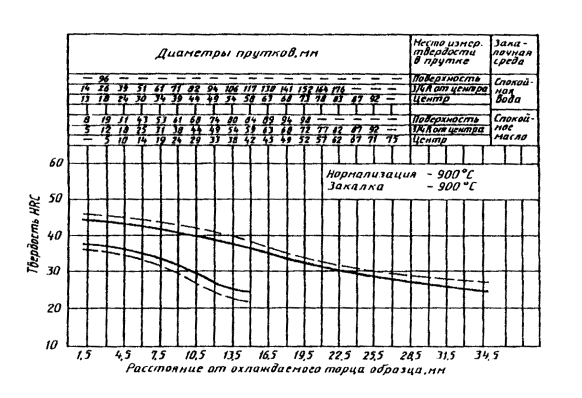 Диаметры прутков, мм
Место измер. твердости в прутке
Закалочная среда
— 96 — — — — — — — — — — — — — — — — Поверхность
14 28 39 51 61 71 82 94 106 117 130 141 152 164 176 — — — 3/4R от центра
13 18 24 30 34 39 44 49 54 58 63 68 73 78 83 87 92 — Центр
Спокойная вода
8 19 31 43 53 61 68 74 80 84 89 94 98 — — — — — Поверхность
5 12 18 25 31 38 44 49 54 59 63 68 72 77 82 87 92 — 3/4R от центра
— 5 10 14 19 24 29 33 38 42 45 49 52 57 62 67 71 75 Центр
Спокойное масло
Нормализация - 900°C
Закалка - 900°C
Твердость HRC
60
50
40
30
20
10
1,5 4,5 7,5 10,5 13,5 16,5 19,5 22,5 25,5 28,5 31,5 34,5
Расстояние от охлаждаемого торца образца, мм